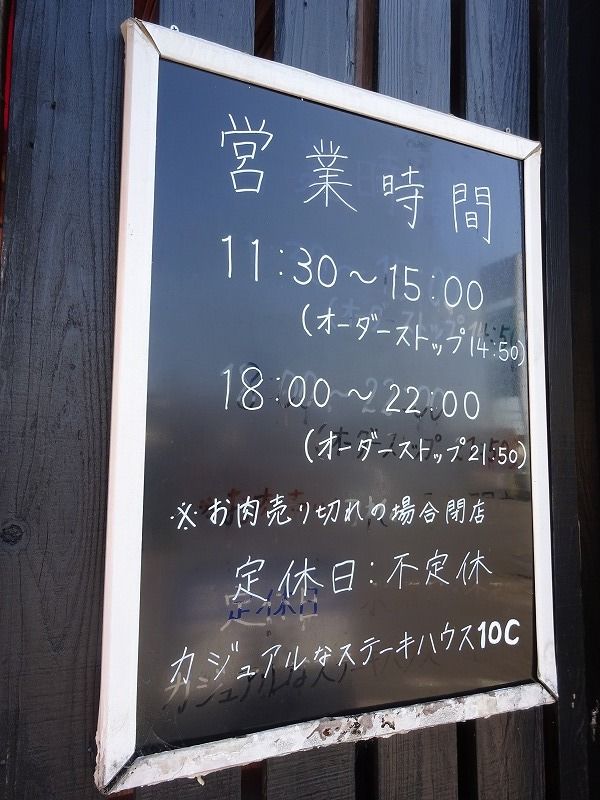 営業時間
11:30～15:00
(オーダーストップ14:50)
18:00～22:00
(オーダーストップ21:50)
※お肉売り切れの場合閉店
定休日:不定休
カジュアルなステーキハウス10C